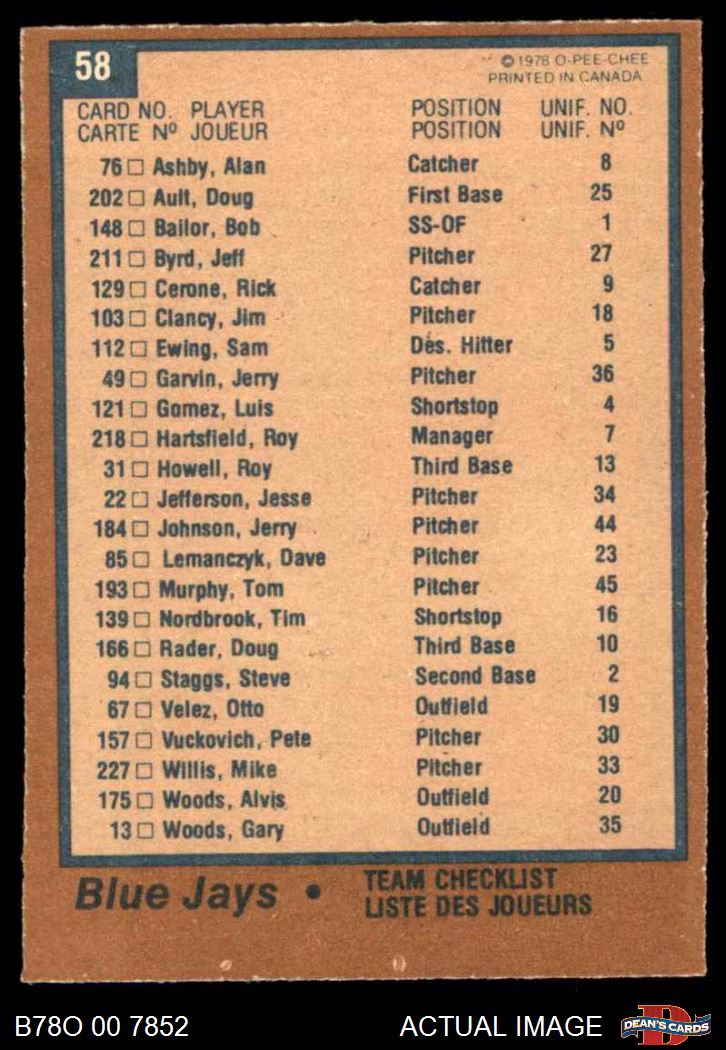 58
© 1978 O-PEE-CHEE
PRINTED IN CANADA
CARD NO. PLAYER POSITION UNIF. NO.
CARTE Nº JOUEUR POSITION UNIF. Nº
76 □ Ashby, Alan Catcher 8
202 □ Ault, Doug First Base 25
148 □ Bailor, Bob SS-OF 1
211 □ Byrd, Jeff Pitcher 27
129 □ Cerone, Rick Catcher 9
103 □ Clancy, Jim Pitcher 18
112 □ Ewing, Sam Des. Hitter 5
49 □ Garvin, Jerry Pitcher 36
121 □ Gomez, Luis Shortstop 4
218 □ Hartsfield, Roy Manager 7
31 □ Howell, Roy Third Base 13
22 □ Jefferson, Jesse Pitcher 34
184 □ Johnson, Jerry Pitcher 44
85 □ Lemanczyk, Dave Pitcher 23
193 □ Murphy, Tom Pitcher 45
139 □ Nordbrook, Tim Shortstop 16
166 □ Rader, Doug Third Base 10
94 □ Staggs, Steve Second Base 2
67 □ Velez, Otto Outfield 19
157 □ Vuckovich, Pete Pitcher 30
227 □ Willis, Mike Pitcher 33
175 □ Woods, Alvis Outfield 20
13 □ Woods, Gary Outfield 35
Blue Jays • TEAM CHECKLIST
LISTE DES JOUEURS
B78O 00 7852 ACTUAL IMAGE D DEAN'S CARDS